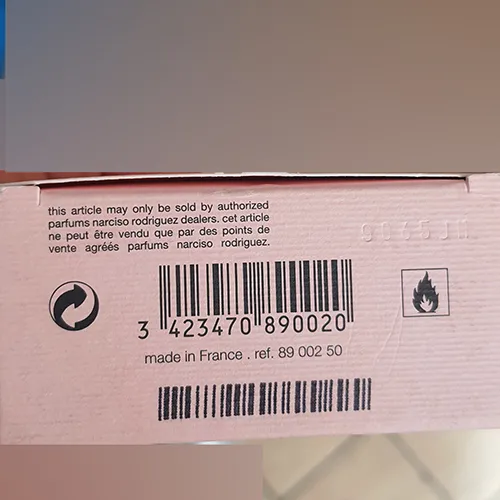 this article may only be sold by authorized
parfums narciso rodriguez dealers. cet article
ne peut être vendu que par des points de
vente agréés parfums narciso rodriguez.
3 423470 890020
made in France . ref. 89 002 50